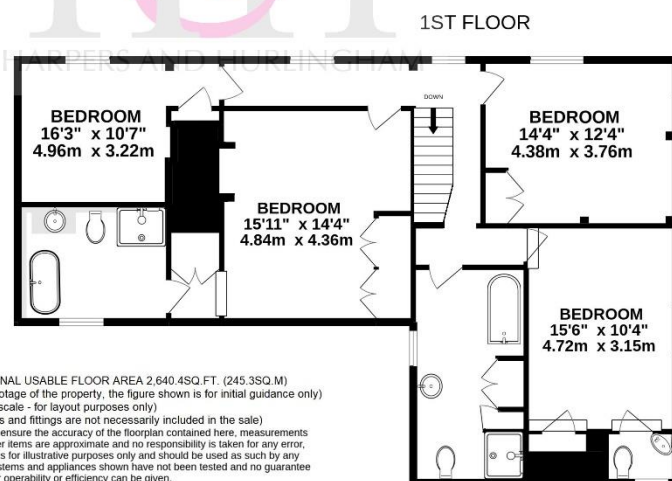 1ST FLOOR
HARPERS AND HURLINGHAM
DOWN
BEDROOM
16'3" x 10'7"
4.96m x 3.22m
BEDROOM
14'4" x 12'4"
4.38m x 3.76m
BEDROOM
15'11" x 14'4"
4.84m x 4.36m
BEDROOM
15'6" x 10'4"
4.72m x 3.15m
NAL USABLE FLOOR AREA 2,640.4SQ.FT. (245.3SQ.M)
otage of the property, the figure shown is for initial guidance only)
scale - for layout purposes only)
s and fittings are not necessarily included in the sale)
ensure the accuracy of the floorplan contained here, measurements
er items are approximate and no responsibility is taken for any error,
s for illustrative purposes only and should be used as such by any
stems and appliances shown have not been tested and no guarantee
operability or efficiency can be given.